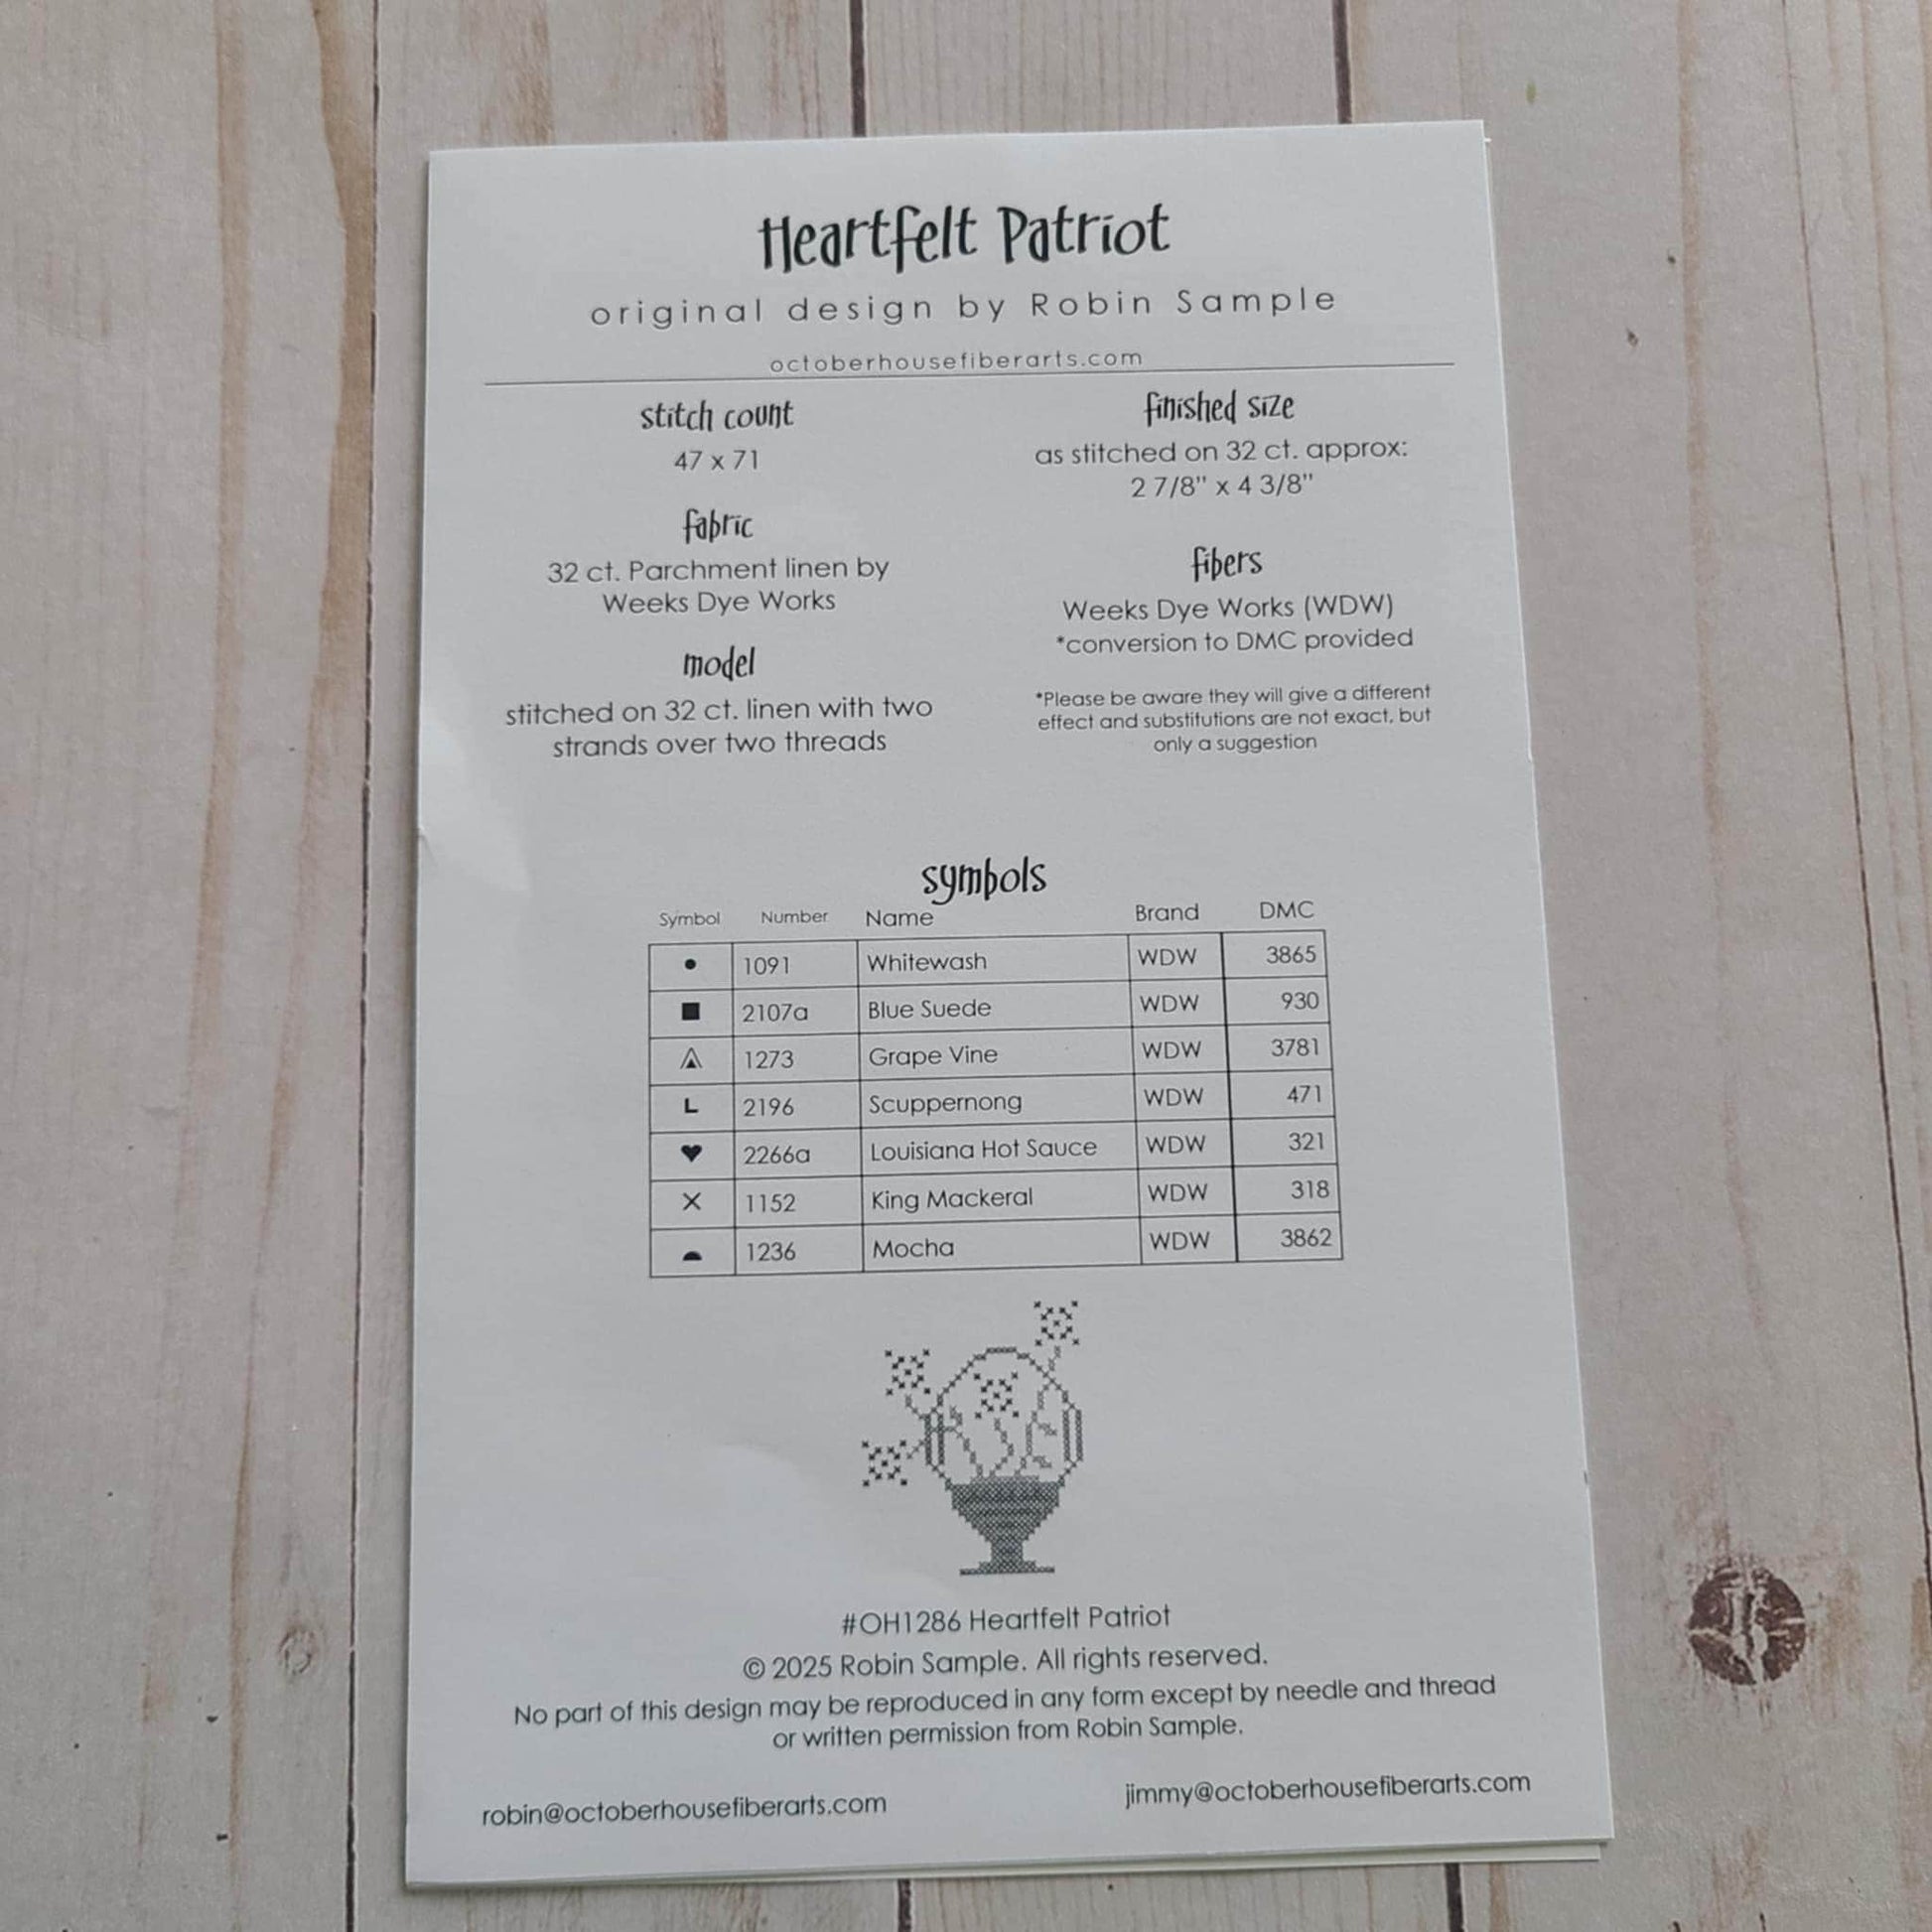 Heartfelt Patriot
original design by Robin Sample
octoberhousefiberarts.com
stitch count
47 x 71
fabric
32 ct. Parchment linen by
Weeks Dye Works
model
stitched on 32 ct. linen with two
strands over two threads
finished size
as stitched on 32 ct. approx:
2 7/8" x 4 3/8"
fibers
Weeks Dye Works (WDW)
*conversion to DMC provided
*Please be aware they will give a different
effect and substitutions are not exact, but
only a suggestion
symbols
Symbol Number Name Brand DMC
● 1091 Whitewash WDW 3865
■ 2107a Blue Suede WDW 930
1273 Grape Vine WDW 3781
L 2196 Scuppernong WDW 471
♥ 2266a Louisiana Hot Sauce WDW 321
X 1152 King Mackeral WDW 318
1236 Mocha WDW 3862
#OH1286 Heartfelt Patriot
© 2025 Robin Sample. All rights reserved.
No part of this design may be reproduced in any form except by needle and thread
or written permission from Robin Sample.
robin@octoberhousefiberarts.com
jimmy@octoberhousefiberarts.com